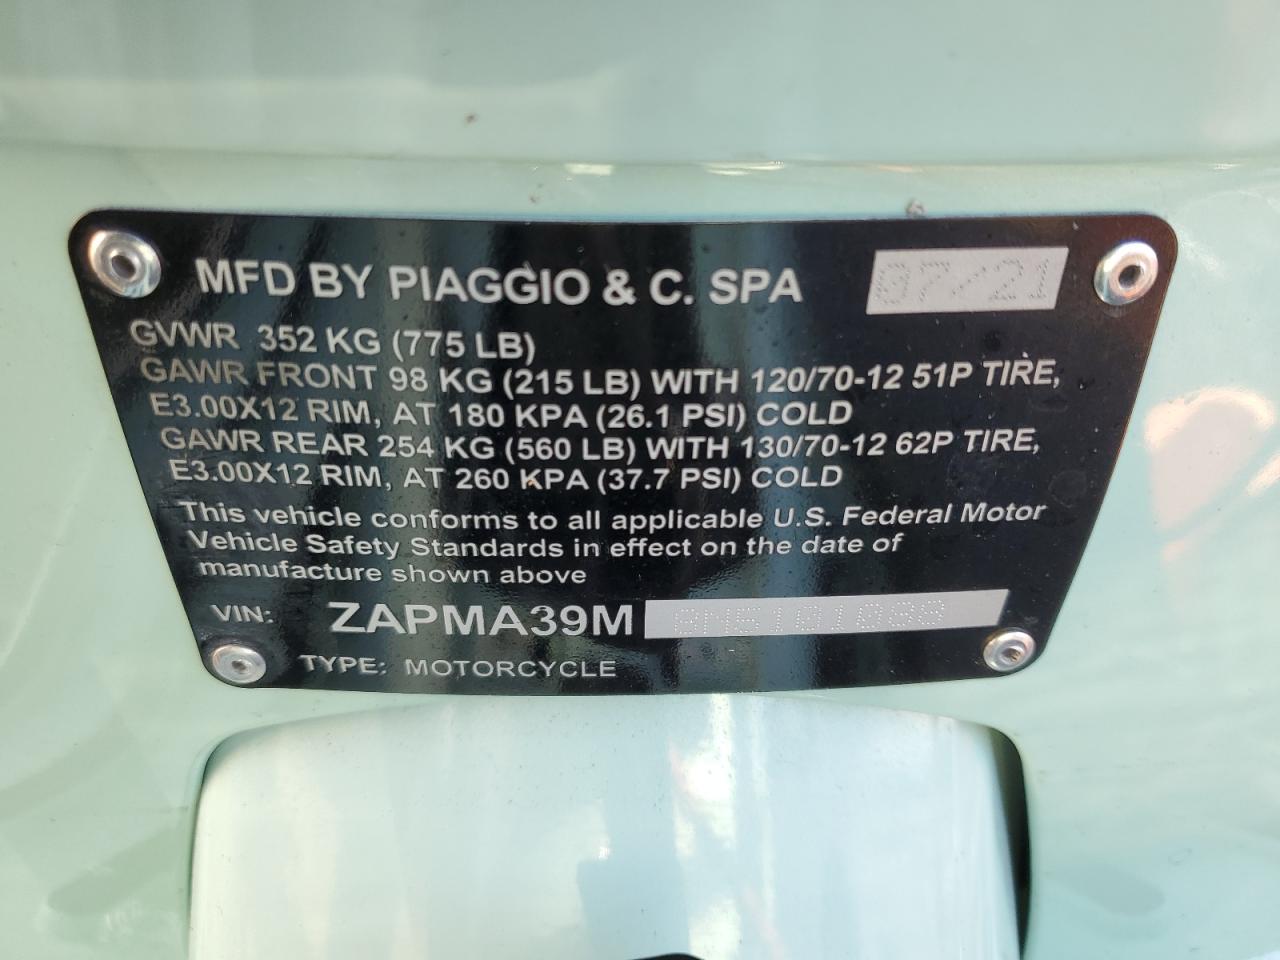 MFD BY PIAGGIO & C. SPA 07/21
GVWR 352 KG (775 LB)
GAWR FRONT 98 KG (215 LB) WITH 120/70-12 51P TIRE,
E3.00X12 RIM, AT 180 KPA (26.1 PSI) COLD
GAWR REAR 254 KG (560 LB) WITH 130/70-12 62P TIRE,
E3.00X12 RIM, AT 260 KPA (37.7 PSI) COLD
This vehicle conforms to all applicable U.S. Federal Motor
Vehicle Safety Standards in effect on the date of
manufacture shown above
VIN: ZAPMA39M
TYPE: MOTORCYCLE